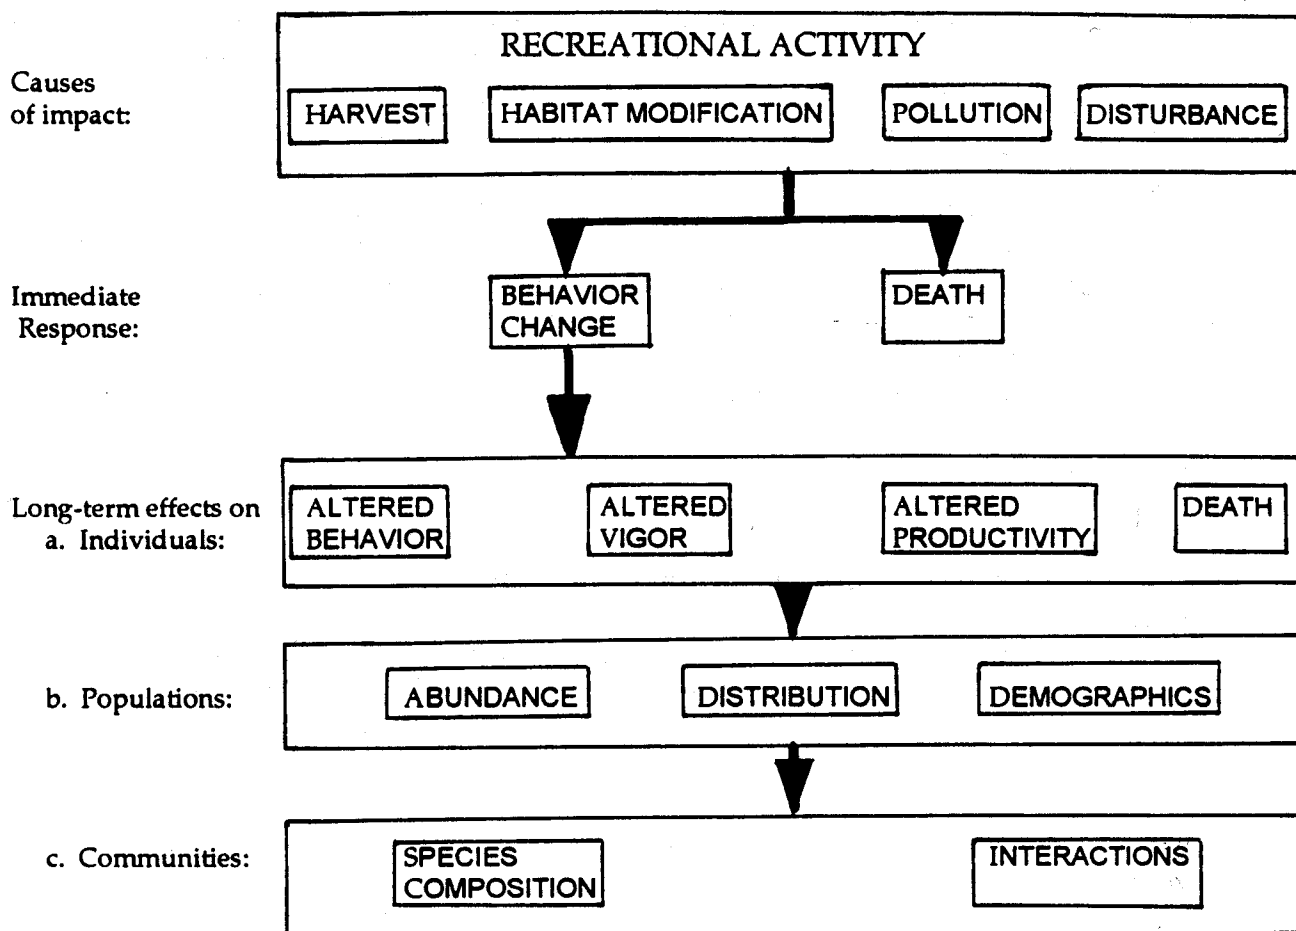 RECREATIONAL ACTIVITY
Causes
of impact:
HARVEST
HABITAT MODIFICATION
POLLUTION
DISTURBANCE
Immediate
Response:
BEHAVIOR
CHANGE
DEATH
Long-term effects on
a. Individuals:
ALTERED
BEHAVIOR
ALTERED
VIGOR
ALTERED
PRODUCTIVITY
DEATH
b. Populations:
ABUNDANCE
DISTRIBUTION
DEMOGRAPHICS
c. Communities:
SPECIES
COMPOSITION
INTERACTIONS